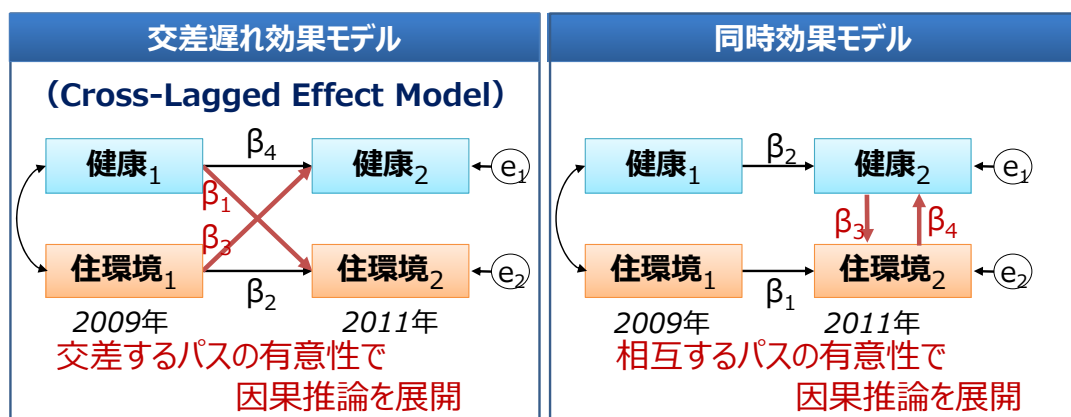 交差遅れ効果モデル
(Cross-Lagged Effect Model)
健康1
β4
健康2
e1
β1
β3
住環境1
β2
住環境2
e2
2009年
2011年
交差するパスの有意性で
因果推論を展開
同時効果モデル
健康1
β2
健康2
e1
β3
β4
住環境1
β1
住環境2
e2
2009年
2011年
相互するパスの有意性で
因果推論を展開